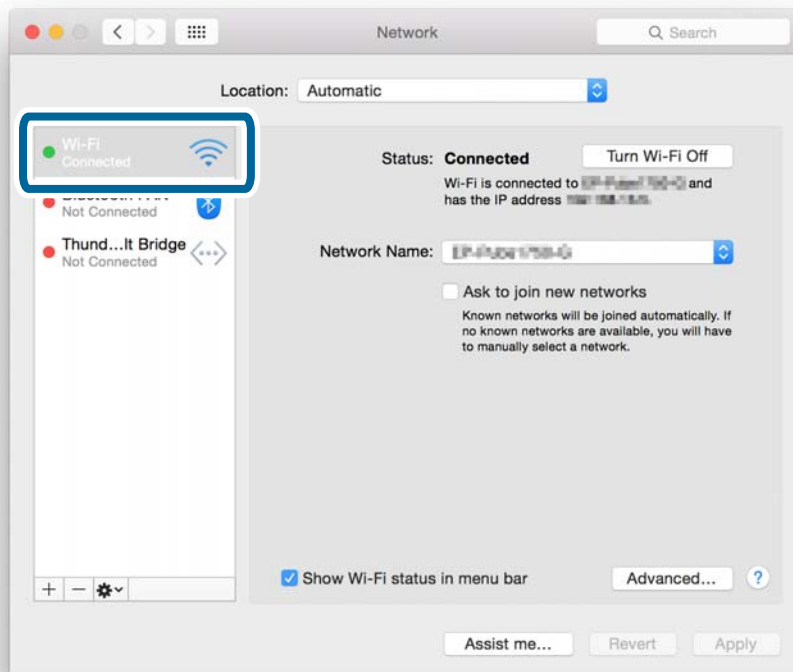 Network
Search
Location: Automatic
Wi-Fi
Connected
Not Connected
Thund...lt Bridge
Not Connected
Status: Connected
Turn Wi-Fi Off
Wi-Fi is connected to and
has the IP address
Network Name:
Ask to join new networks
Known networks will be joined automatically. If
no known networks are available, you will have
to manually select a network.
Show Wi-Fi status in menu bar
Advanced...
?
Assist me...
Revert
Apply